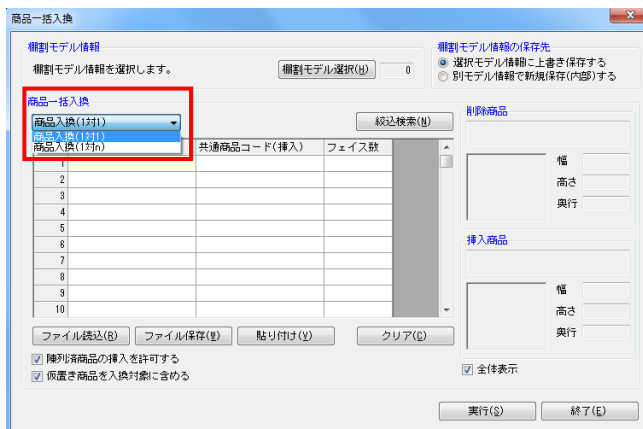 商品一括入換
棚割モデル情報
棚割モデル情報を選択します。
棚割モデル選択(H)
0
棚割モデル情報の保存先
選択モデル情報に上書き保存する
別モデル情報で新規保存(内部)する
商品一括入換
商品入換(1対1)
商品入換(1対1)
商品入換(1対n)
絞込検索(N)
共通商品コード(挿入) フェイス数
1
2
3
4
5
6
7
8
9
10
ファイル読込(R) ファイル保存(W) 貼り付け(V) クリア(C)
陳列済商品の挿入を許可する
仮置き商品を入換対象に含める
削除商品
幅
高さ
奥行
挿入商品
幅
高さ
奥行
全体表示
実行(S) 終了(E)